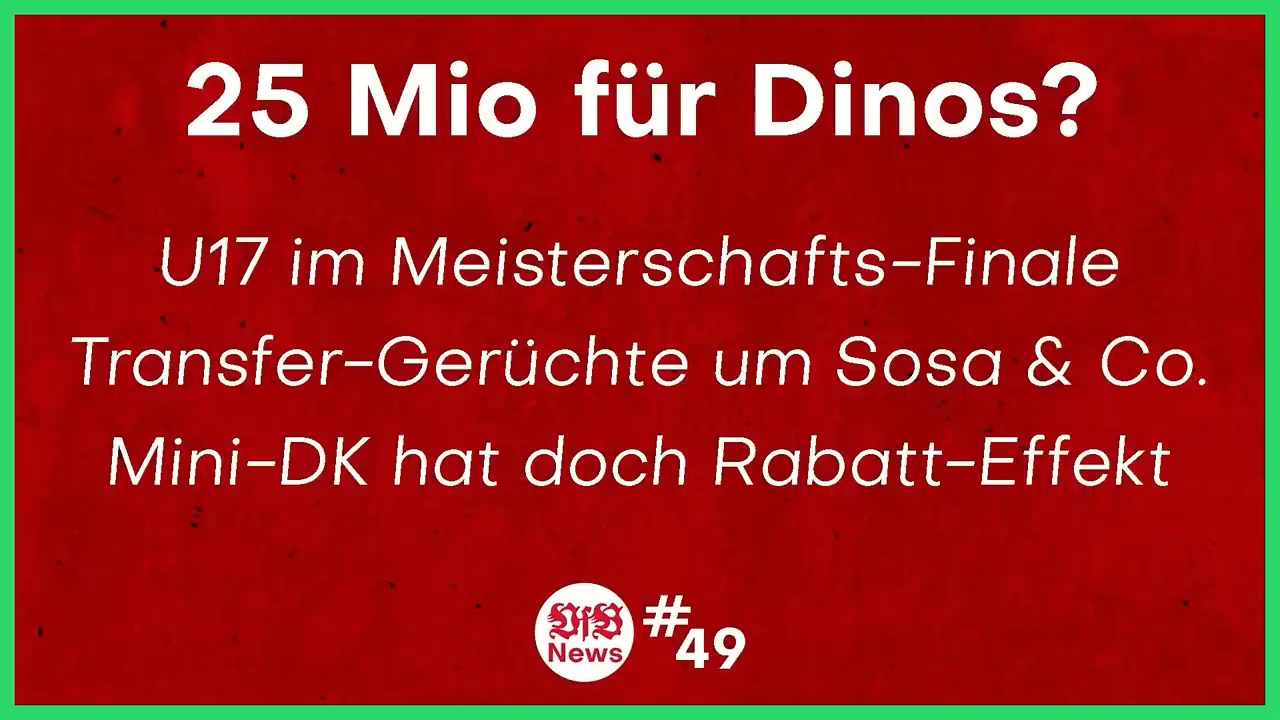 25 Mio für Dinos?
U17 im Meisterschafts-Finale
Transfer-Gerüchte um Sosa & Co.
Mini-DK hat doch Rabatt-Effekt
VfB
News
#49